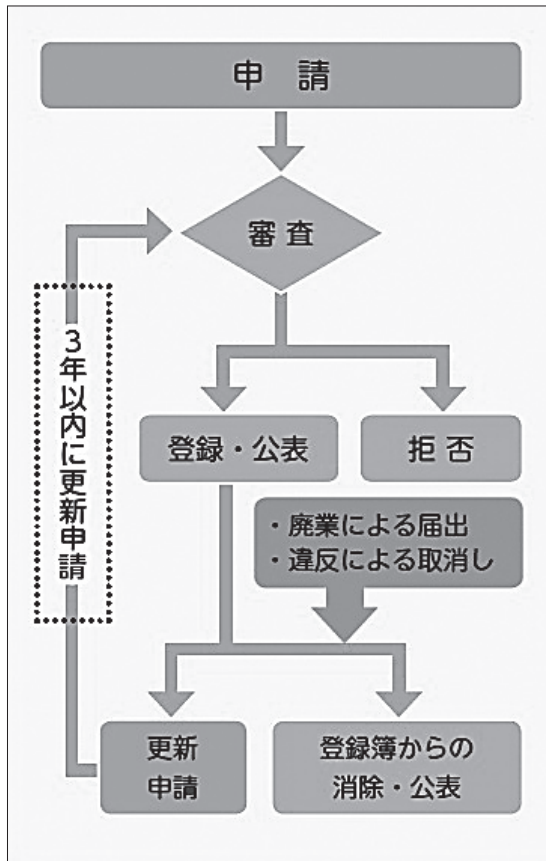 申 請
審 査
3年以内に更新申請
登録・公表
拒 否
・廃業による届出
・違反による取消し
更新
申請
登録簿からの
消除・公表